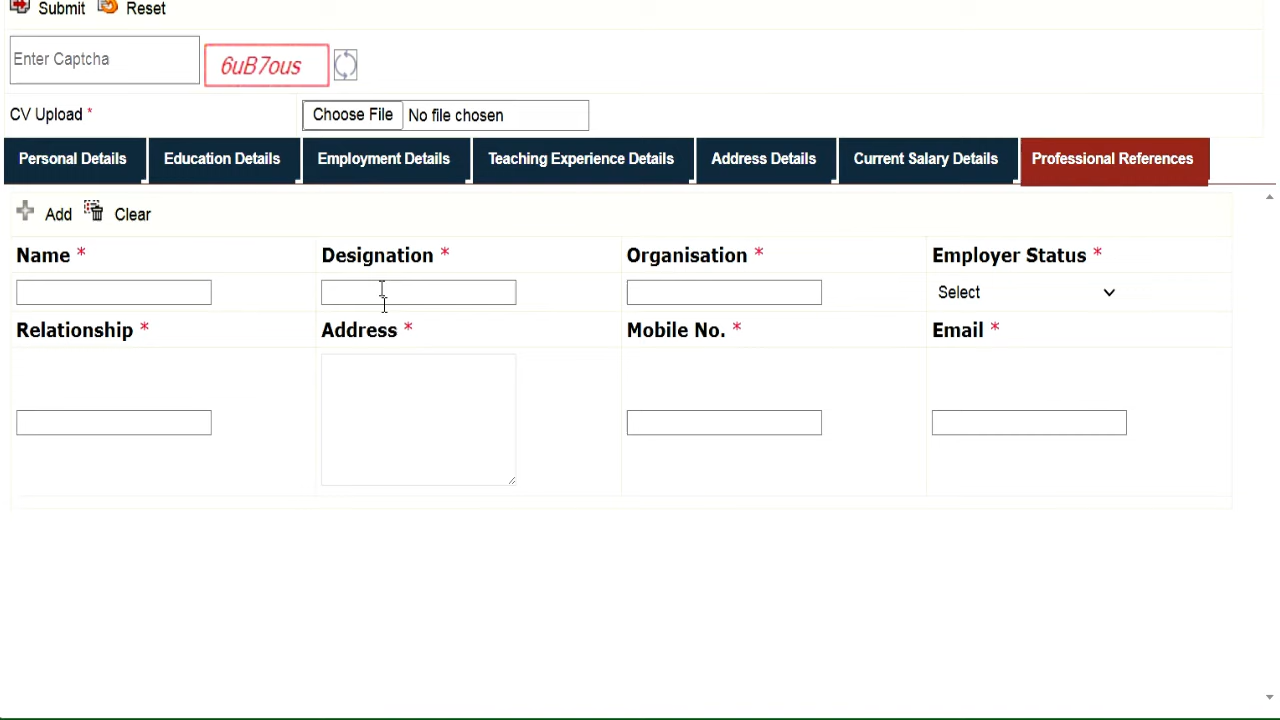 Submit Reset
Enter Captcha 6uB7ous
CV Upload * Choose File No file chosen
Personal Details Education Details Employment Details Teaching Experience Details Address Details Current Salary Details Professional References
Add Clear
Name * Designation * Organisation * Employer Status *
Select
Relationship * Address * Mobile No. * Email *